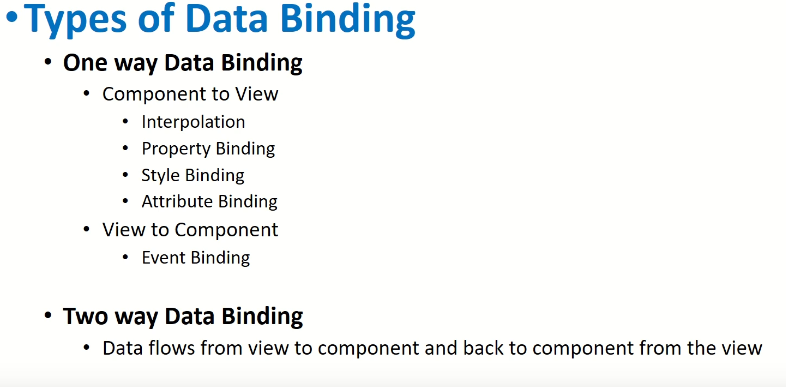 • Types of Data Binding
• One way Data Binding
• Component to View
• Interpolation
• Property Binding
• Style Binding
• Attribute Binding
• View to Component
• Event Binding
• Two way Data Binding
• Data flows from view to component and back to component from the view